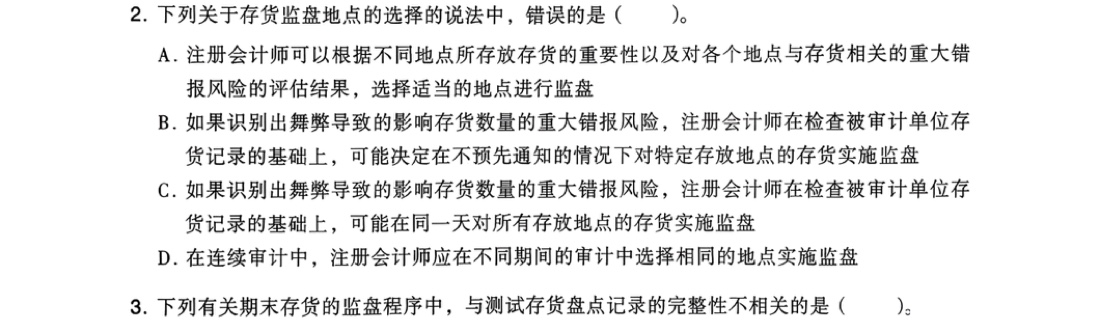 2. 下列关于存货监盘地点的选择的说法中，错误的是（　　）。
A. 注册会计师可以根据不同地点所存放存货的重要性以及对各个地点与存货相关的重大错
报风险的评估结果，选择适当的地点进行监盘
B. 如果识别出舞弊导致的影响存货数量的重大错报风险，注册会计师在检查被审计单位存
货记录的基础上，可能决定在不预先通知的情况下对特定存放地点的存货实施监盘
C. 如果识别出舞弊导致的影响存货数量的重大错报风险，注册会计师在检查被审计单位存
货记录的基础上，可能在同一天对所有存放地点的存货实施监盘
D. 在连续审计中，注册会计师应在不同期间的审计中选择相同的地点实施监盘
3. 下列有关期末存货的监盘程序中，与测试存货盘点记录的完整性不相关的是（　　）。